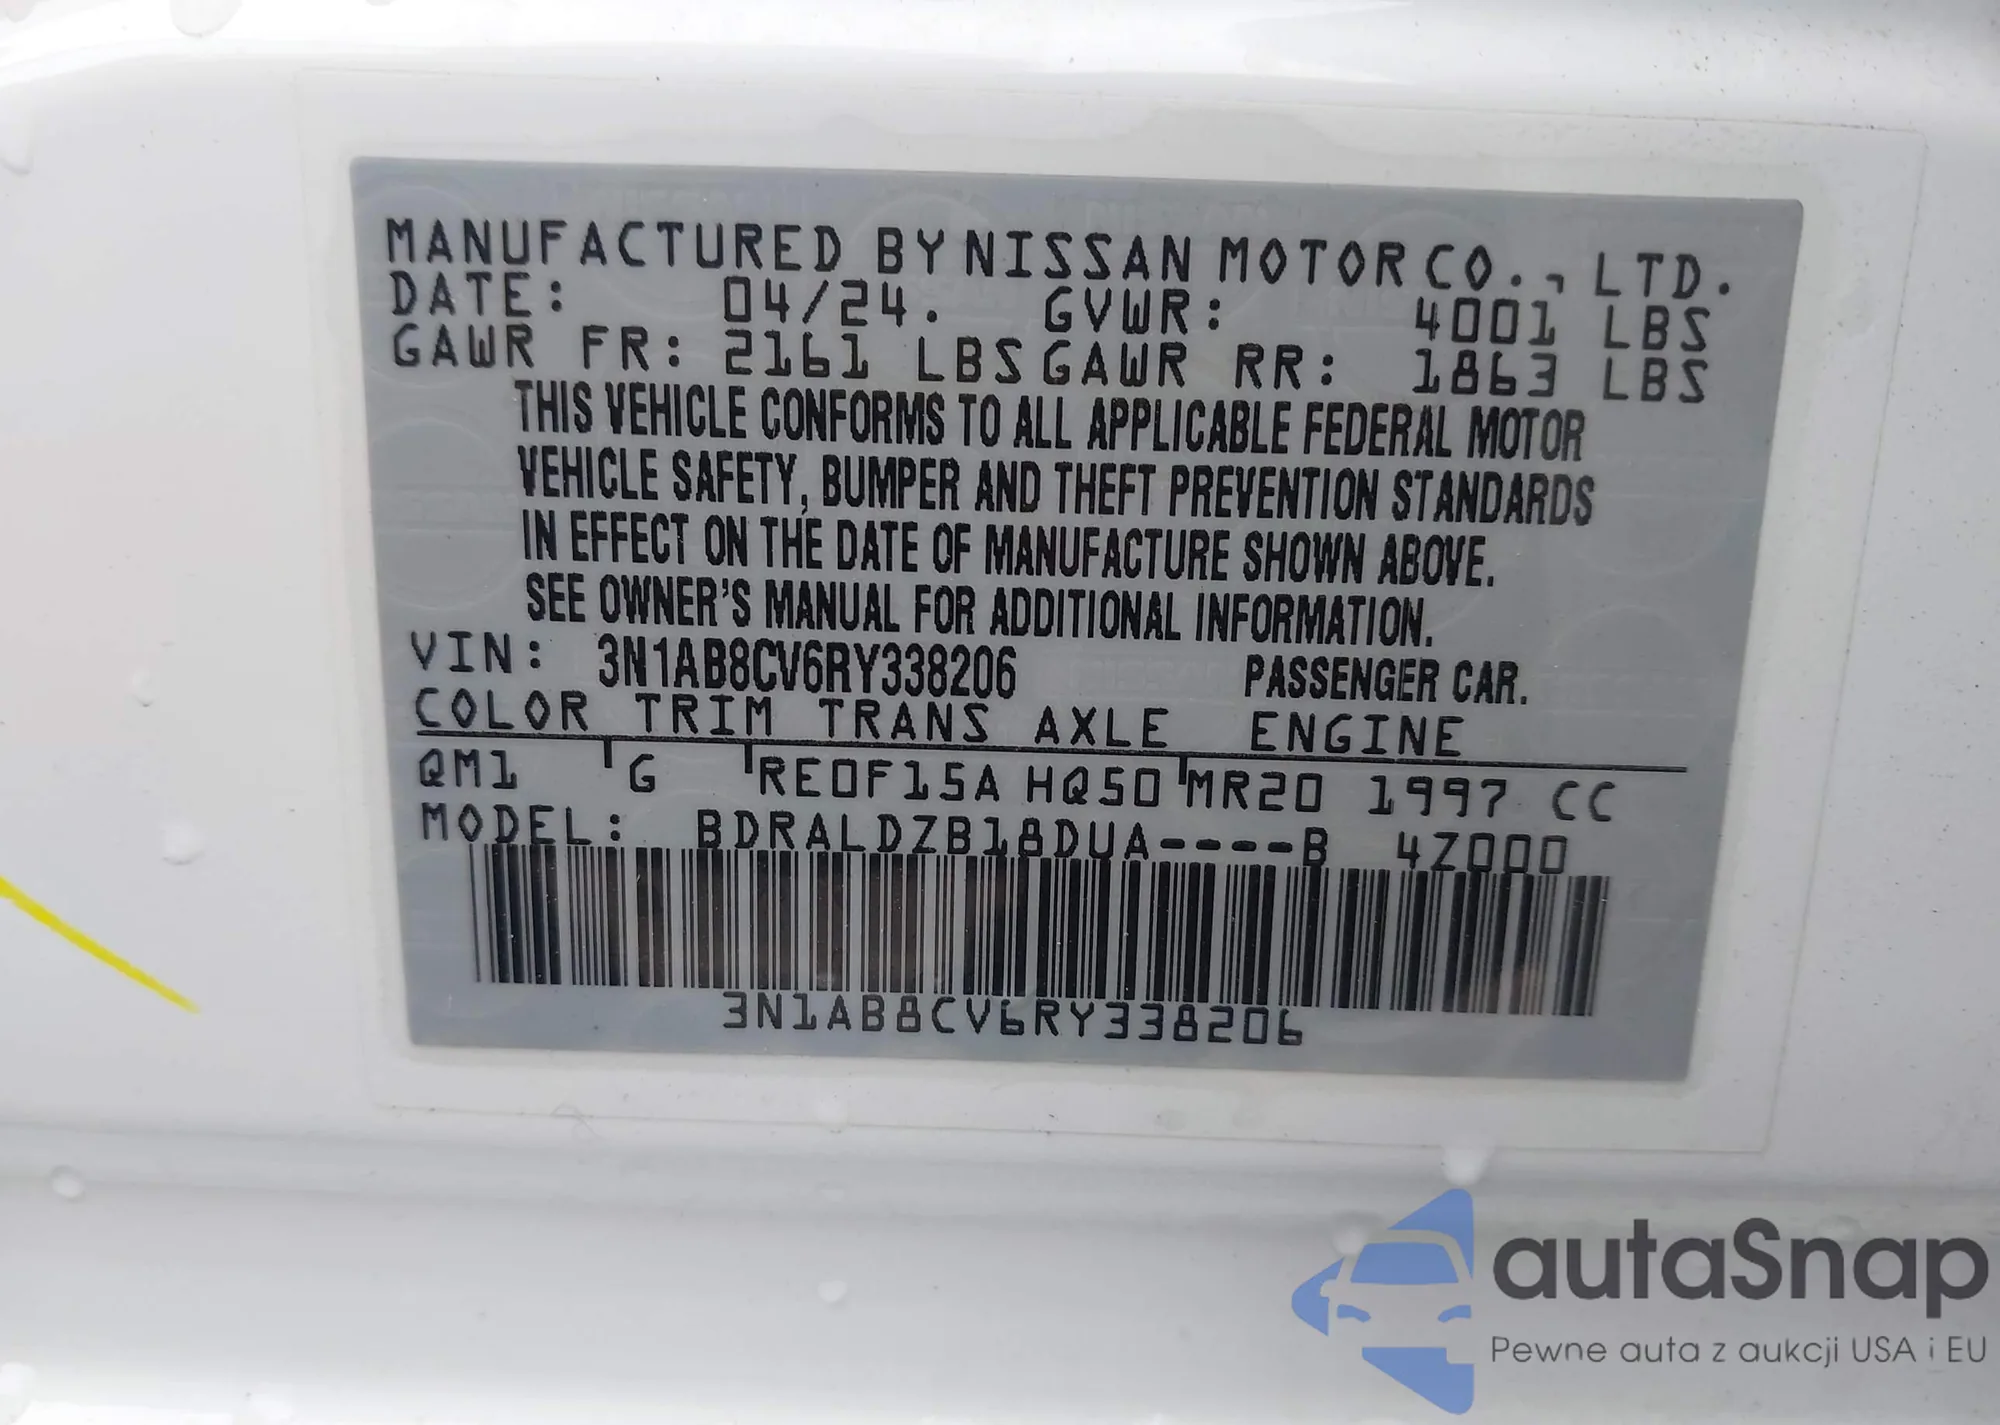 MANUFACTURED BY NISSAN MOTOR CO., LTD.
DATE: 04/24. GVWR: 4001 LBS
GAWR FR: 2161 LBS GAWR RR: 1863 LBS
THIS VEHICLE CONFORMS TO ALL APPLICABLE FEDERAL MOTOR
VEHICLE SAFETY, BUMPER AND THEFT PREVENTION STANDARDS
IN EFFECT ON THE DATE OF MANUFACTURE SHOWN ABOVE.
SEE OWNER'S MANUAL FOR ADDITIONAL INFORMATION.
VIN: 3N1AB8CV6RY338206 PASSENGER CAR.
COLOR TRIM TRANS AXLE ENGINE
QM1 G RE0F15A HQ50 MR20 1997 CC
MODEL: BDRALDZB18DUA----B 4Z000
3N1AB8CV6RY338206
autaSnap
Pewne auta z aukcji USA i EU